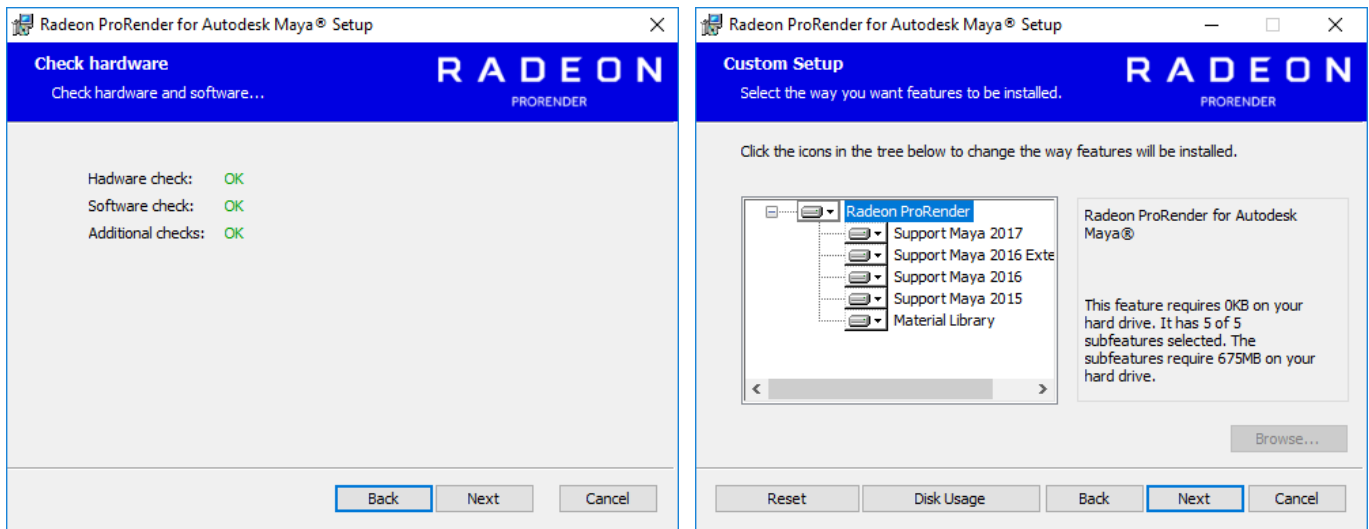 Radeon ProRender for Autodesk Maya® Setup
Check hardware
Check hardware and software...
RADEON
PRORENDER
Hadware check: OK
Software check: OK
Additional checks: OK
Back Next Cancel
Radeon ProRender for Autodesk Maya® Setup
Custom Setup
Select the way you want features to be installed.
RADEON
PRORENDER
Click the icons in the tree below to change the way features will be installed.
Radeon ProRender
Support Maya 2017
Support Maya 2016 Exte
Support Maya 2016
Support Maya 2015
Material Library
Radeon ProRender for Autodesk
Maya®
This feature requires 0KB on your
hard drive. It has 5 of 5
subfeatures selected. The
subfeatures require 675MB on your
hard drive.
Browse...
Reset Disk Usage Back Next Cancel